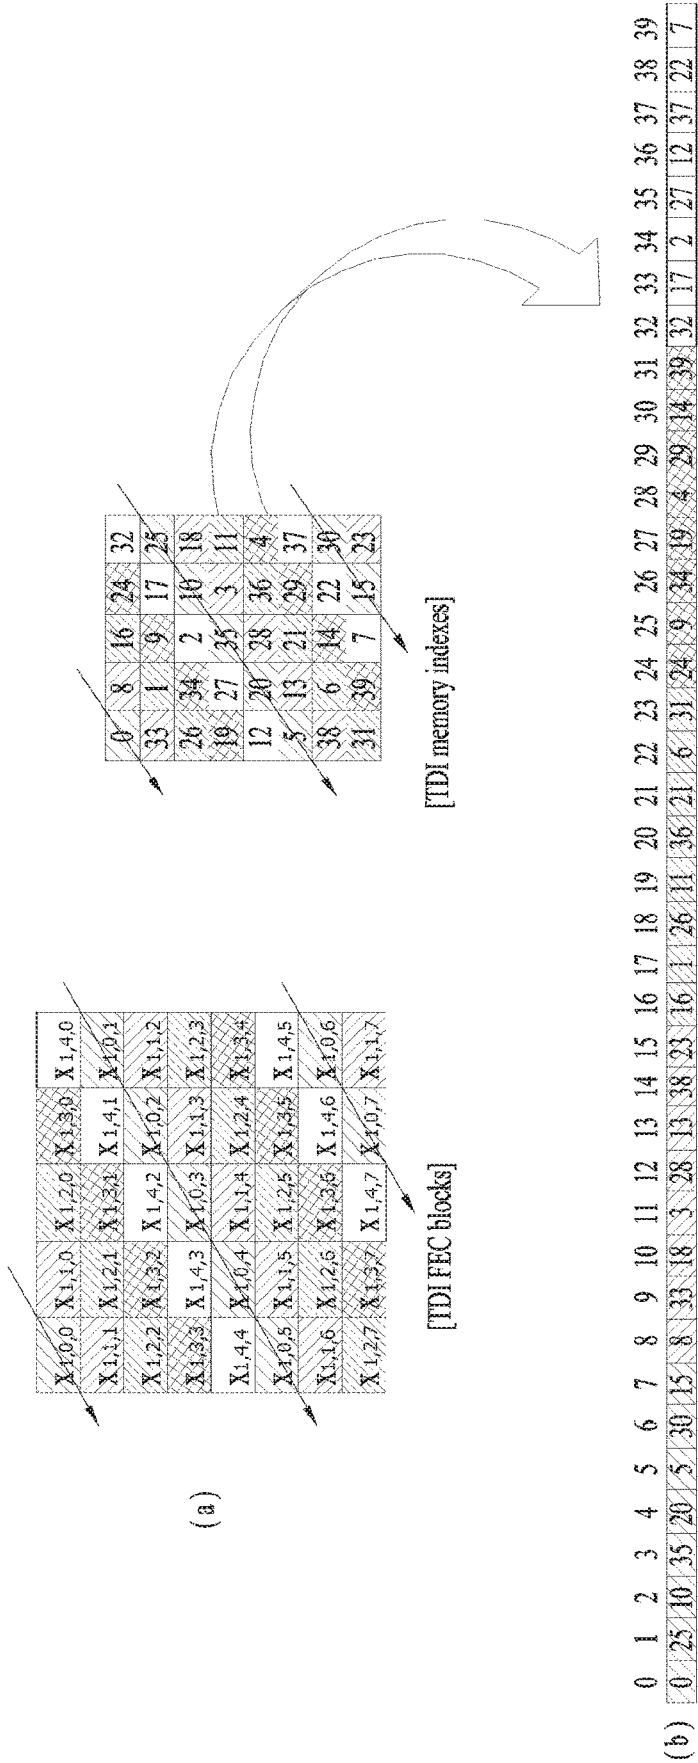 (a)
X1,0,0 X1,1,0 X1,2,0 X1,3,0 X1,4,0
X1,1,1 X1,2,1 X1,3,1 X1,4,1 X1,0,1
X1,2,2 X1,3,2 X1,4,2 X1,0,2 X1,1,2
X1,3,3 X1,4,3 X1,0,3 X1,1,3 X1,2,3
X1,4,4 X1,0,4 X1,1,4 X1,2,4 X1,3,4
X1,0,5 X1,1,5 X1,2,5 X1,3,5 X1,4,5
X1,1,6 X1,2,6 X1,3,6 X1,4,6 X1,0,6
X1,2,7 X1,3,7 X1,4,7 X1,0,7 X1,1,7
[TDI FEC blocks]
0 8 16 24 32
33 1 9 17 25
26 34 2 10 18
19 27 35 3 11
12 20 28 36 4
5 13 21 29 37
38 6 14 22 30
31 39 7 15 23
[TDI memory indexes]
0 1 2 3 4 5 6 7 8 9 10 11 12 13 14 15 16 17 18 19 20 21 22 23 24 25 26 27 28 29 30 31 32 33 34 35 36 37 38 39
(b) 0 25 10 35 20 5 30 15 8 33 18 3 28 13 38 23 16 1 26 11 36 21 6 31 24 9 34 19 4 29 14 39 32 17 2 27 12 37 22 7